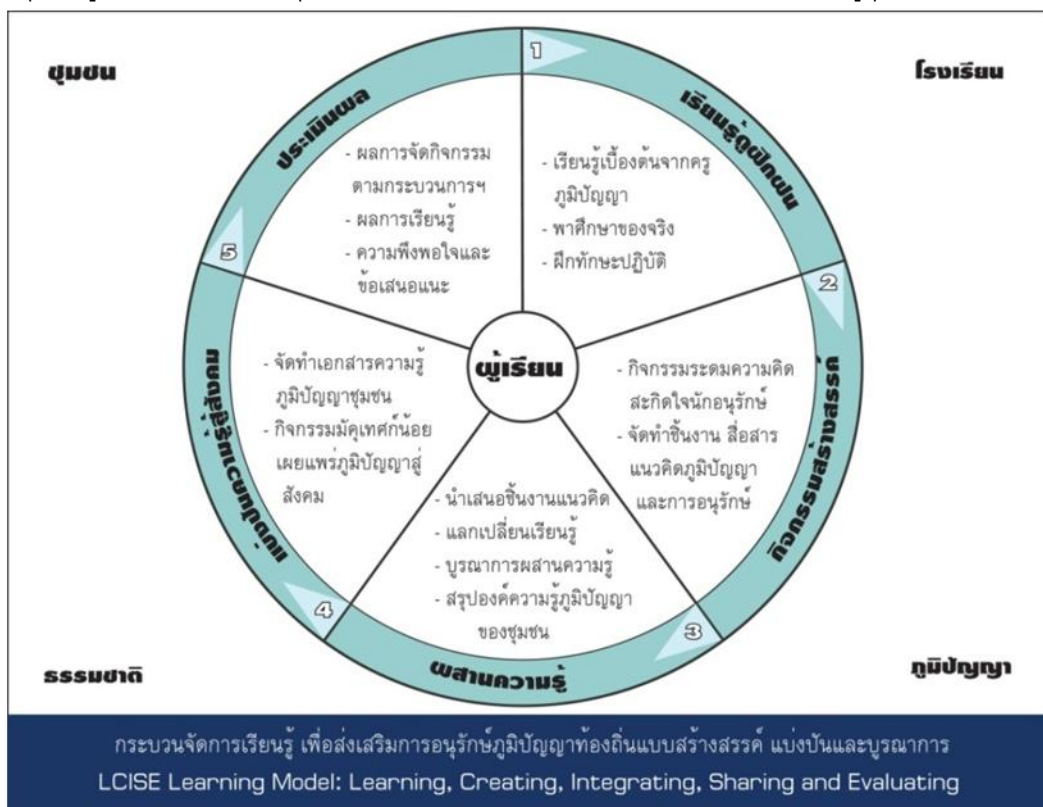 ชุมชน
โรงเรียน
1
เรียนรู้ดูฝึกฝน
- เรียนรู้เบื้องต้นจากครู
ภูมิปัญญา
- พาศึกษาของจริง
- ฝึกทักษะปฏิบัติ
2
กิจกรรมสร้างสรรค์
- กิจกรรมระดมความคิด
สะกิดใจนักอนุรักษ์
- จัดทำชิ้นงาน สื่อสาร
แนวคิดภูมิปัญญา
และการอนุรักษ์
3
ผสานความรู้
- นำเสนอชิ้นงานแนวคิด
- แลกเปลี่ยนเรียนรู้
- บูรณาการผสานความรู้
- สรุปองค์ความรู้ภูมิปัญญา
ของชุมชน
4
แบ่งปันความรู้สู่สังคม
- จัดทำเอกสารความรู้
ภูมิปัญญาชุมชน
- กิจกรรมมัคุเทศก์น้อย
เผยแพร่ภูมิปัญญาสู่
สังคม
5
ประเมินผล
- ผลการจัดกิจกรรม
ตามกระบวนการฯ
- ผลการเรียนรู้
- ความพึงพอใจและ
ข้อเสนอแนะ
ผู้เรียน
ธรรมชาติ
ภูมิปัญญา
กระบวนจัดการเรียนรู้ เพื่อส่งเสริมการอนุรักษ์ภูมิปัญญาท้องถิ่นแบบสร้างสรรค์ แบ่งปันและบูรณาการ
LCISE Learning Model: Learning, Creating, Integrating, Sharing and Evaluating